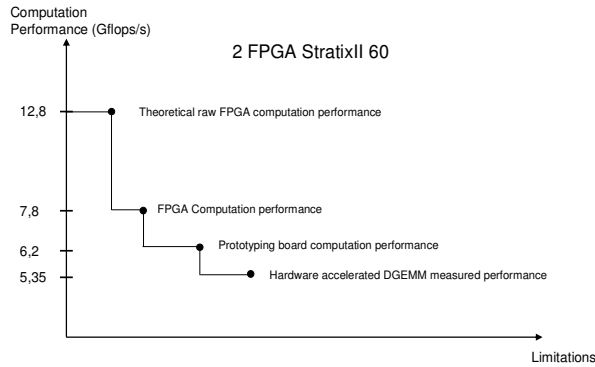 Computation
Performance (Gflops/s)
2 FPGA StratixII 60
12,8
Theoretical raw FPGA computation performance
7,8
FPGA Computation performance
6,2
Prototyping board computation performance
5,35
Hardware accelerated DGEMM measured performance
Limitations